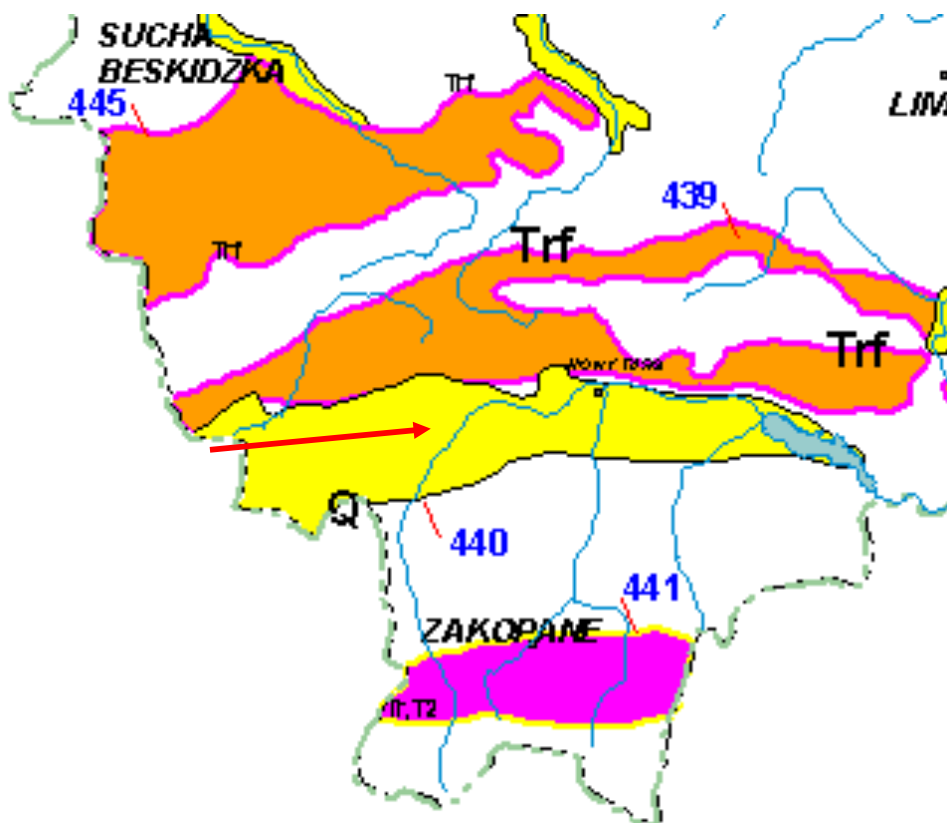 SUCHA
BESKIDZKA
Trf
445
LIM
439
Trf
Trf
Trf
Q
440
441
ZAKOPANE